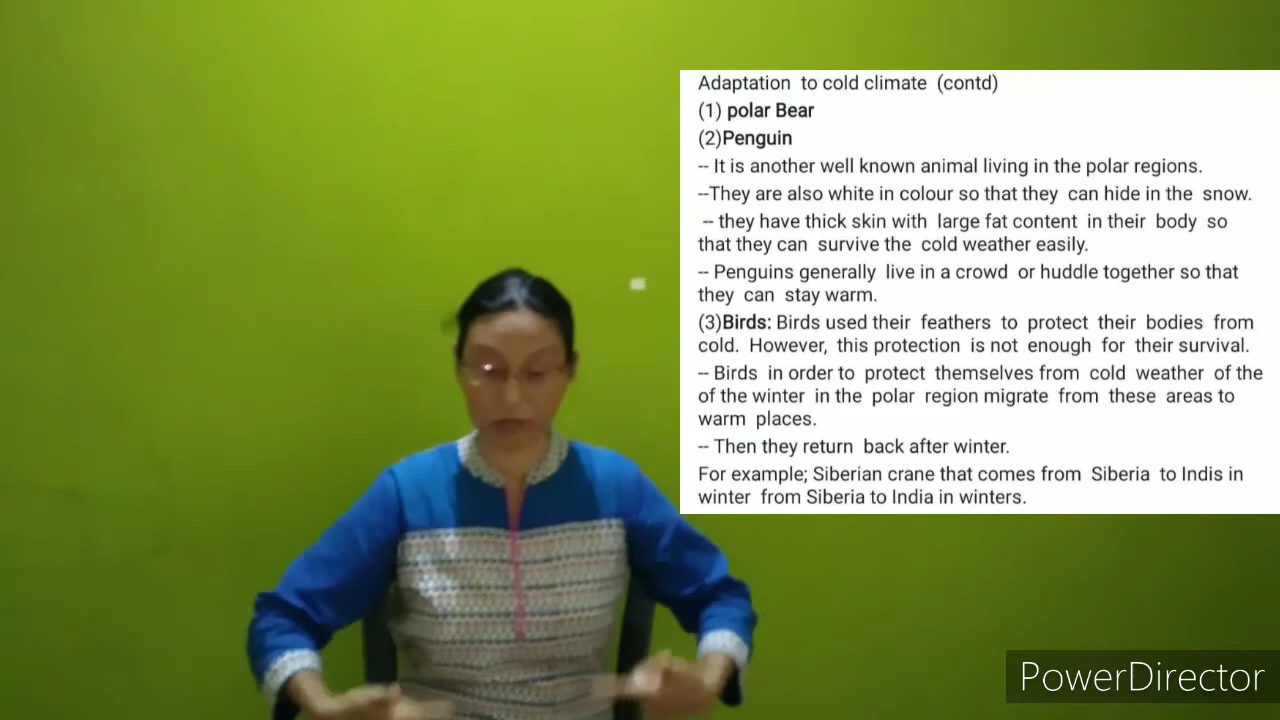 Adaptation to cold climate (contd)
(1) polar Bear
(2)Penguin
-- It is another well known animal living in the polar regions.
--They are also white in colour so that they can hide in the snow.
-- they have thick skin with large fat content in their body so
that they can survive the cold weather easily.
-- Penguins generally live in a crowd or huddle together so that
they can stay warm.
(3)Birds: Birds used their feathers to protect their bodies from
cold. However, this protection is not enough for their survival.
-- Birds in order to protect themselves from cold weather of the
of the winter in the polar region migrate from these areas to
warm places.
-- Then they return back after winter.
For example; Siberian crane that comes from Siberia to Indis in
winter from Siberia to India in winters.
PowerDirector